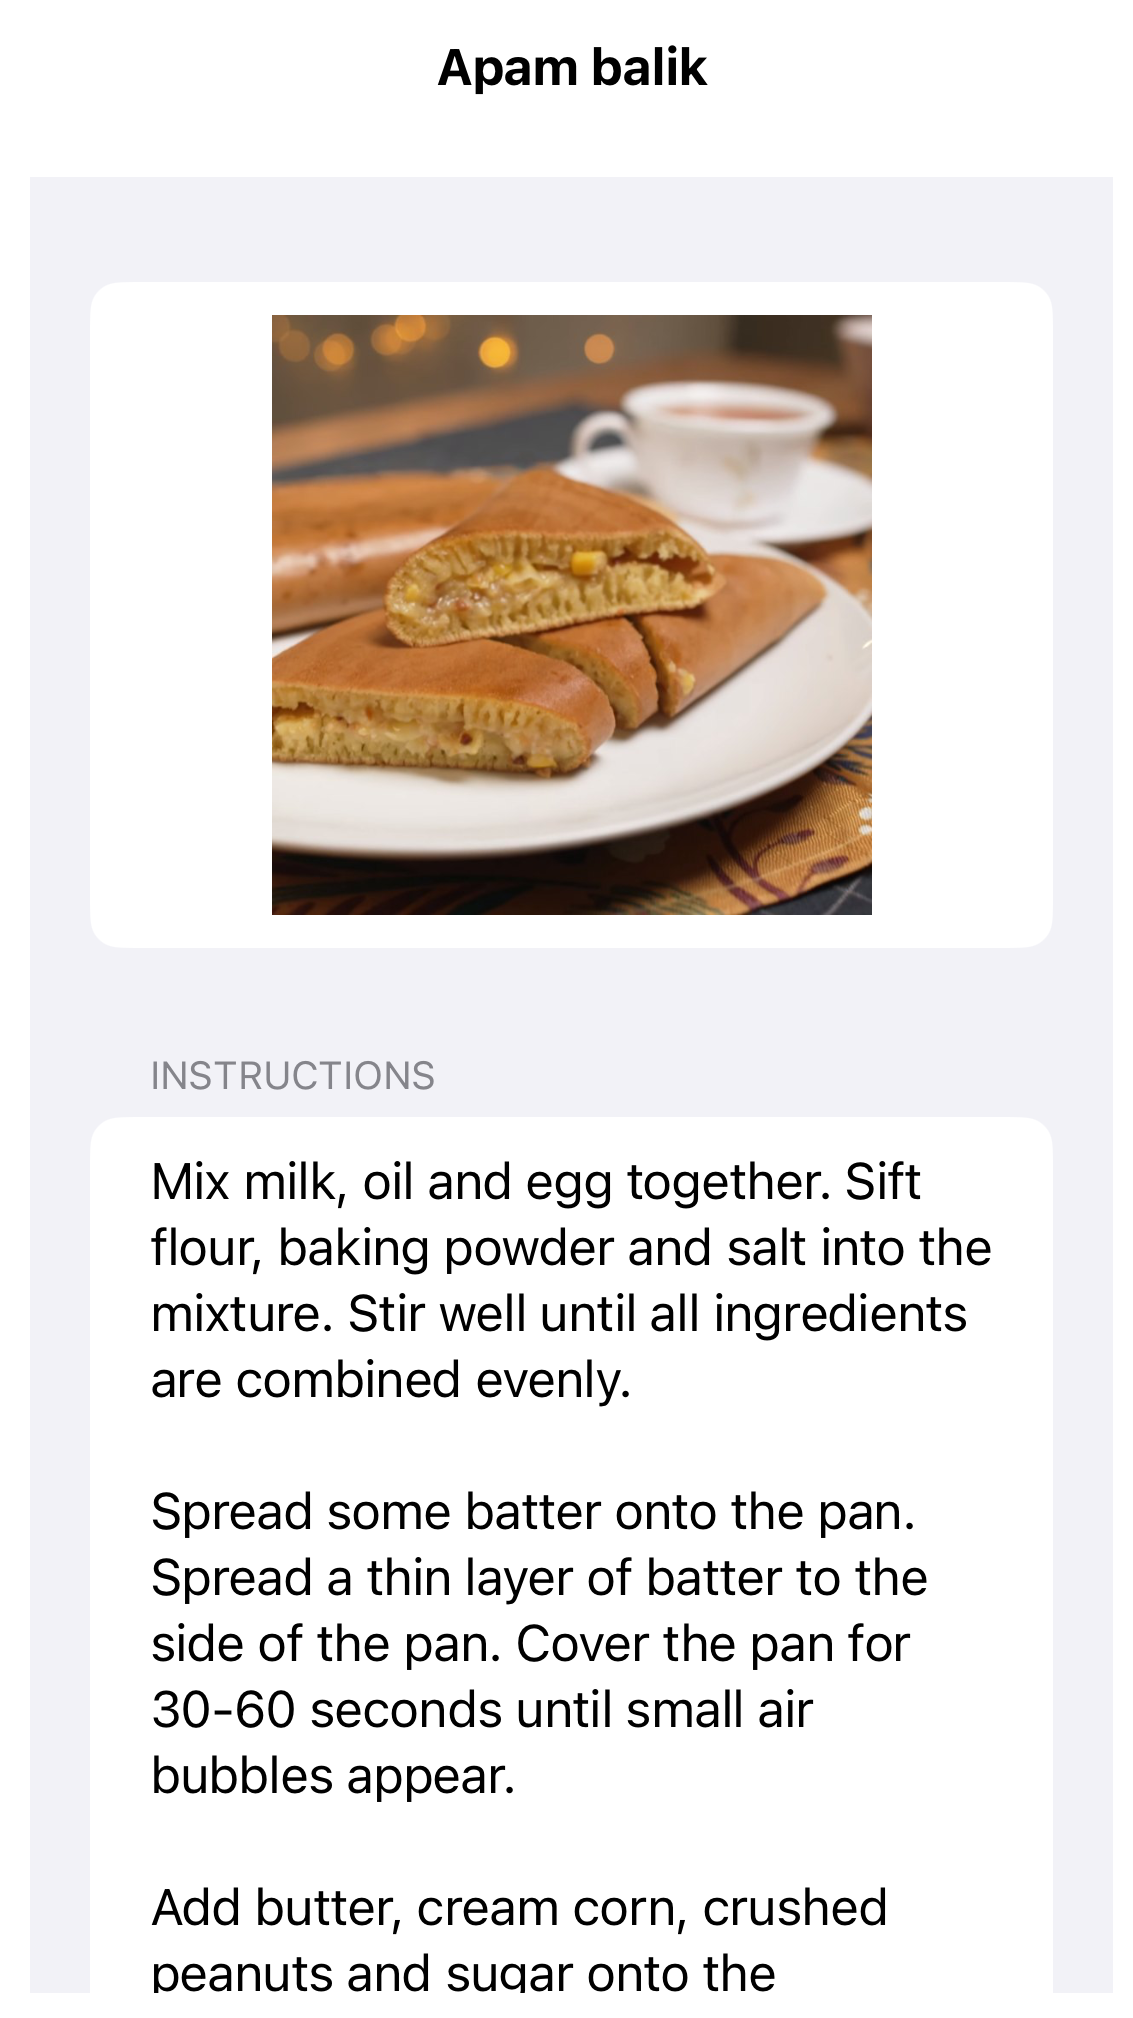 Apam balik
INSTRUCTIONS
Mix milk, oil and egg together. Sift
flour, baking powder and salt into the
mixture. Stir well until all ingredients
are combined evenly.
Spread some batter onto the pan.
Spread a thin layer of batter to the
side of the pan. Cover the pan for
30-60 seconds until small air
bubbles appear.
Add butter, cream corn, crushed
peanuts and sugar onto the